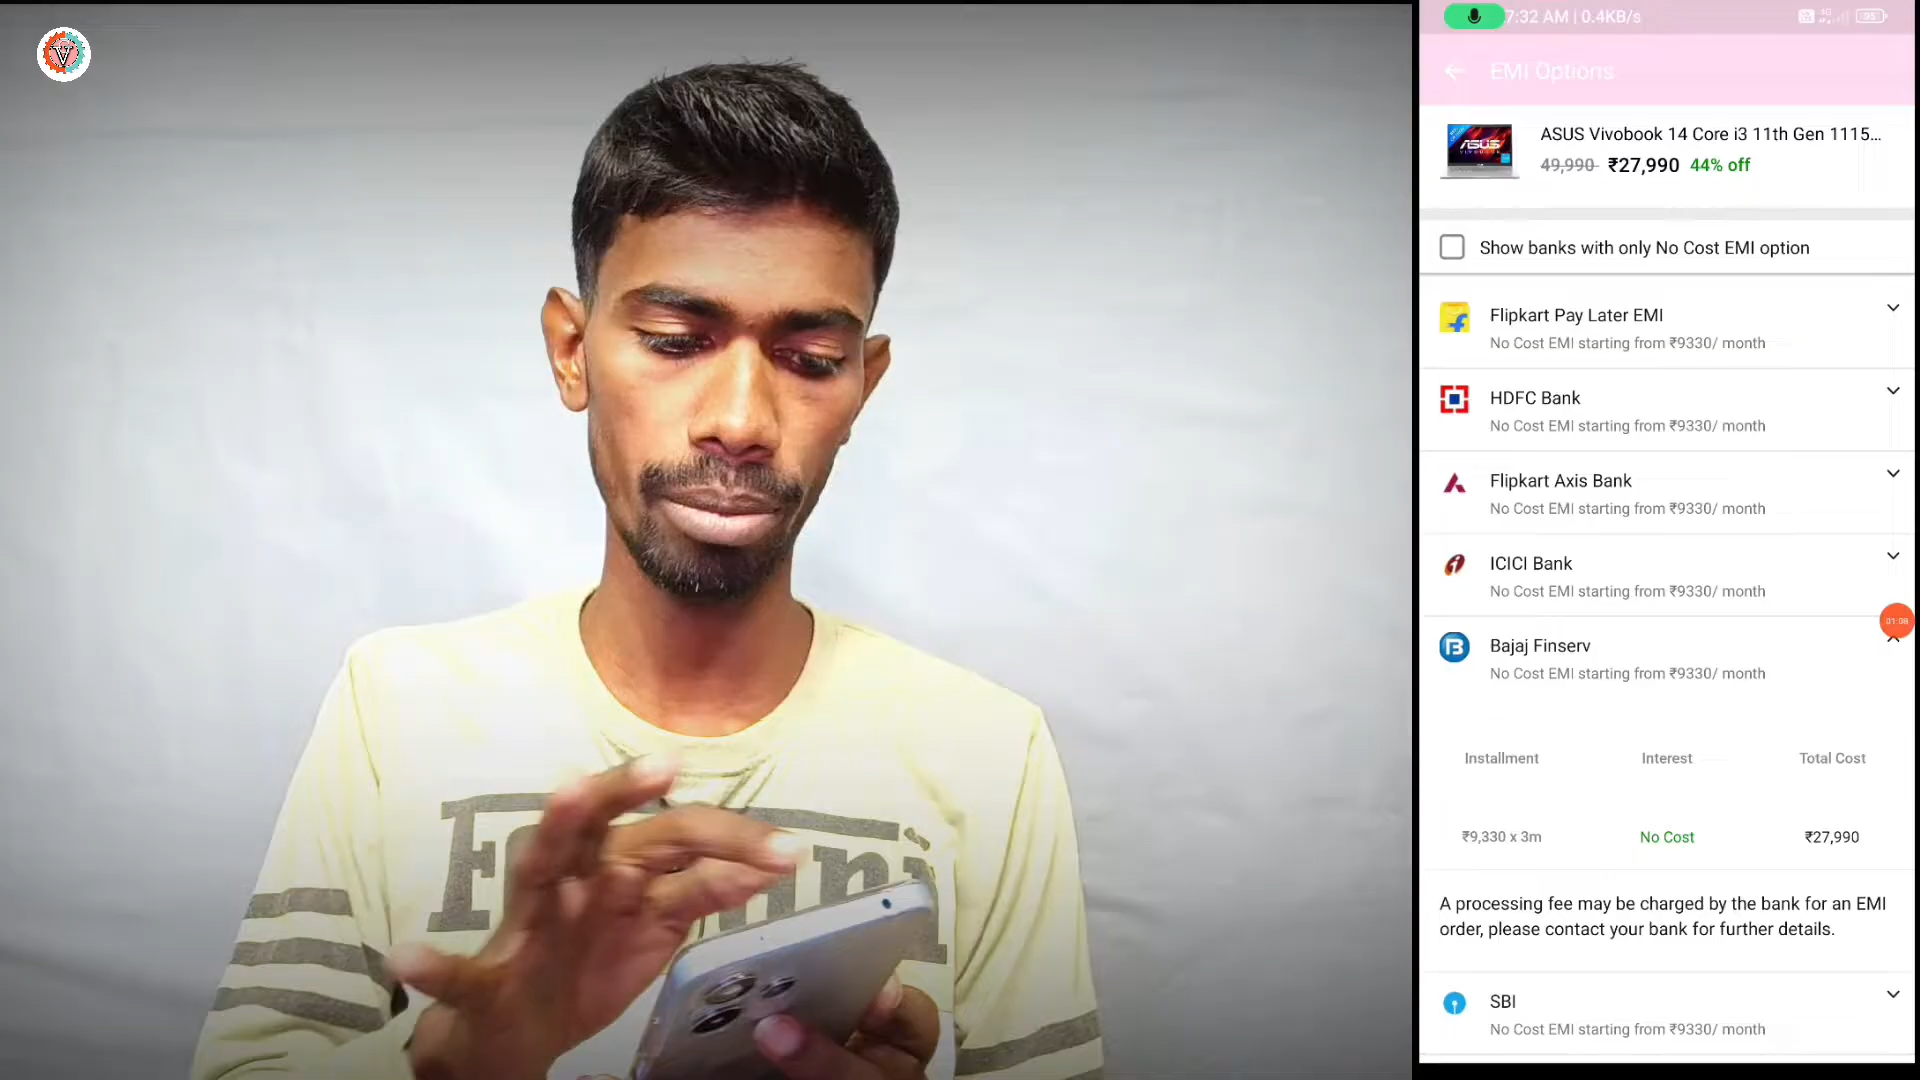 V
7:32 AM | 0.4KB/s
4G
95
EMI Options
ASUS Vivobook 14 Core i3 11th Gen 1115...
ASUS
49,990 ₹27,990 44% off
Show banks with only No Cost EMI option
Flipkart Pay Later EMI
No Cost EMI starting from ₹9330/ month
HDFC Bank
No Cost EMI starting from ₹9330/ month
Flipkart Axis Bank
No Cost EMI starting from ₹9330/ month
ICICI Bank
No Cost EMI starting from ₹9330/ month
01:08
Bajaj Finserv
No Cost EMI starting from ₹9330/ month
Installment Interest Total Cost
₹9,330 x 3m No Cost ₹27,990
A processing fee may be charged by the bank for an EMI
order, please contact your bank for further details.
SBI
No Cost EMI starting from ₹9330/ month